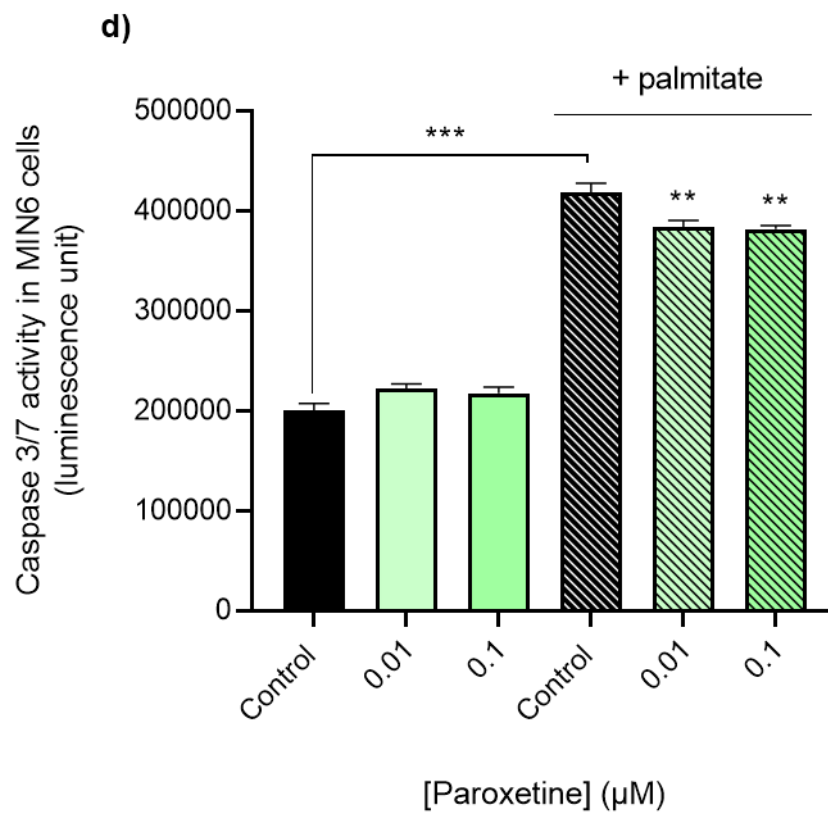 d)
+ palmitate
Caspase 3/7 activity in MIN6 cells
(luminescence unit)
500000
400000
300000
200000
100000
0
***
**
**
Control
0.01
0.1
Control
0.01
0.1
[Paroxetine] (µM)